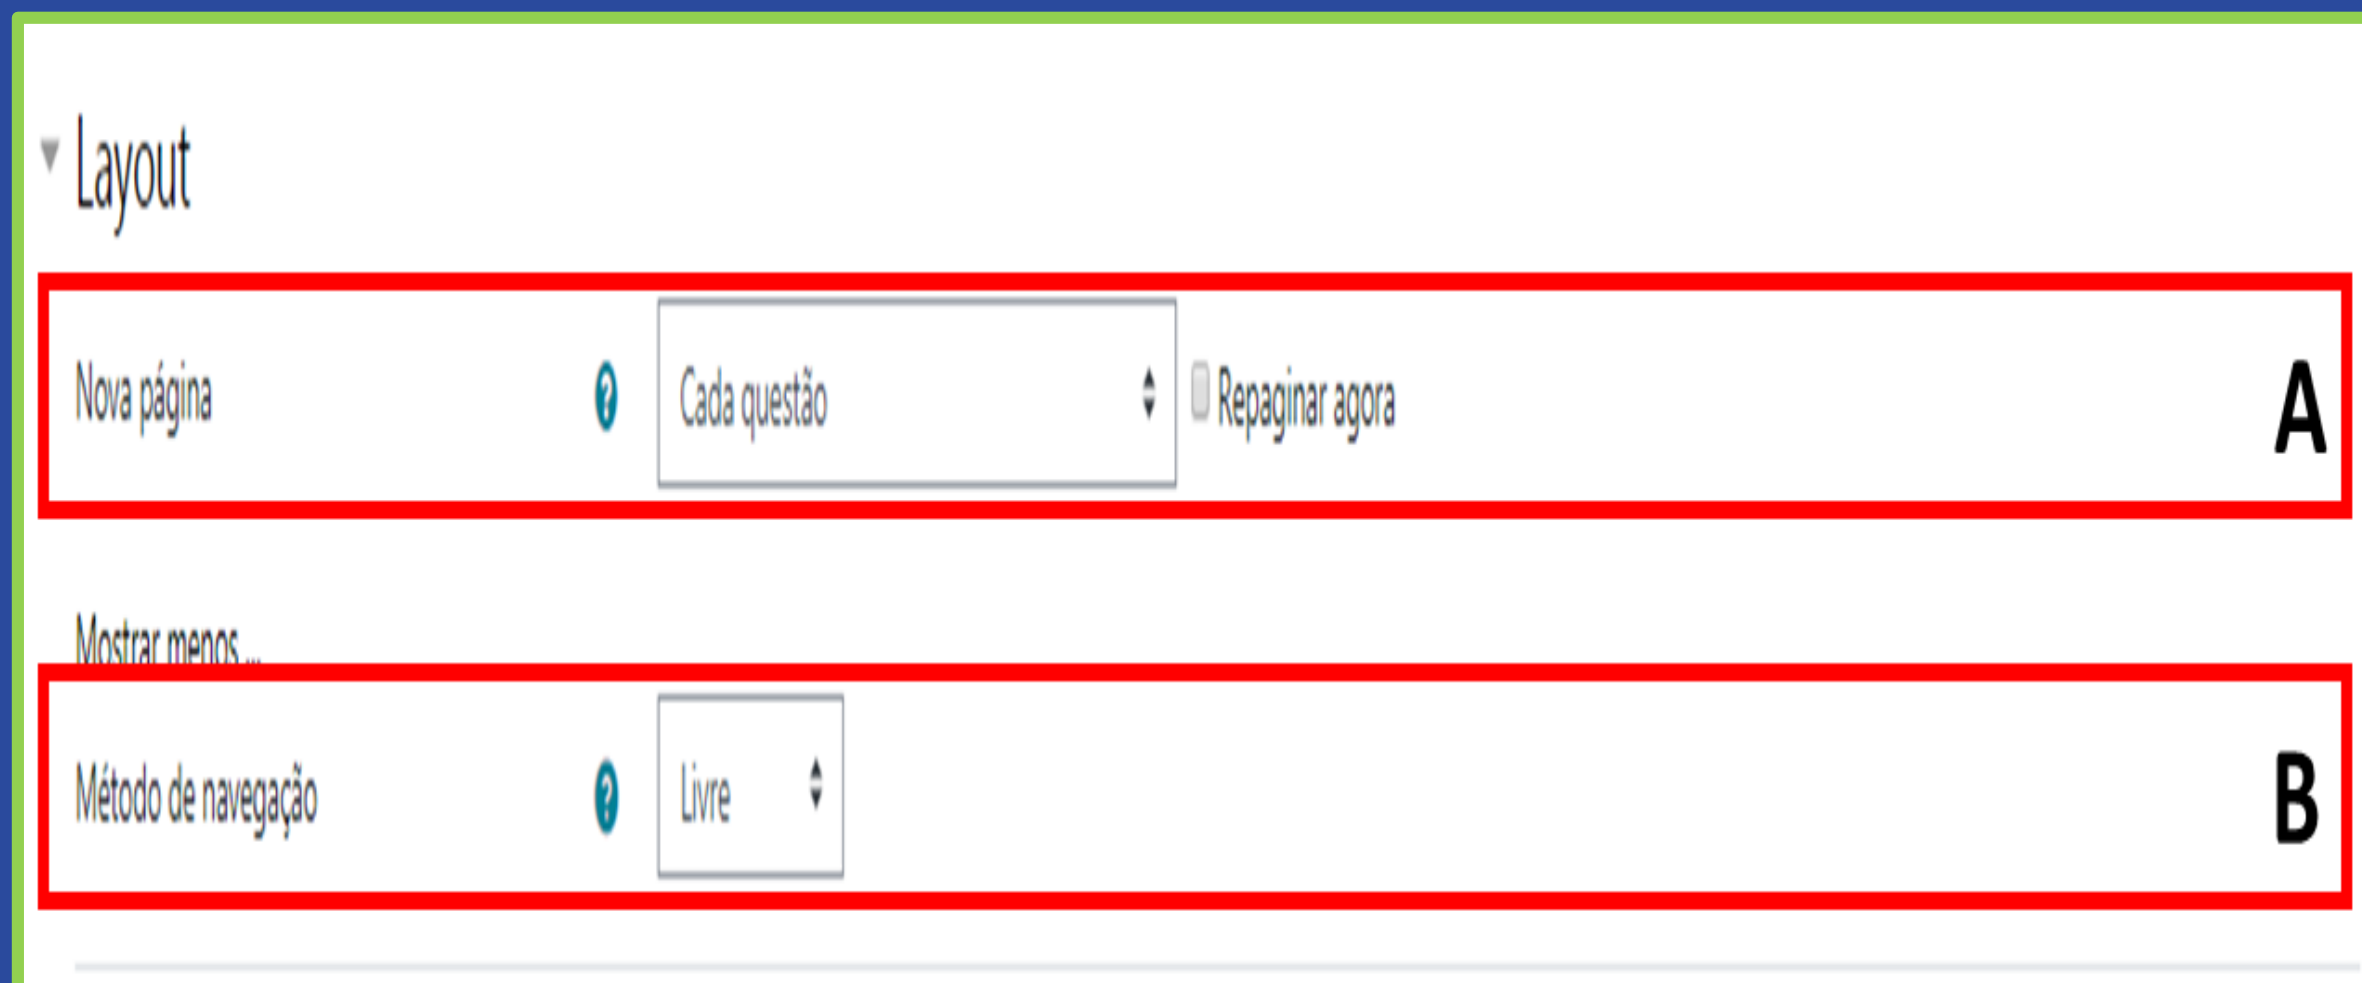 Layout
Nova página ? Cada questão Repaginar agora A
Mostrar menos ...
Método de navegação ? Livre B